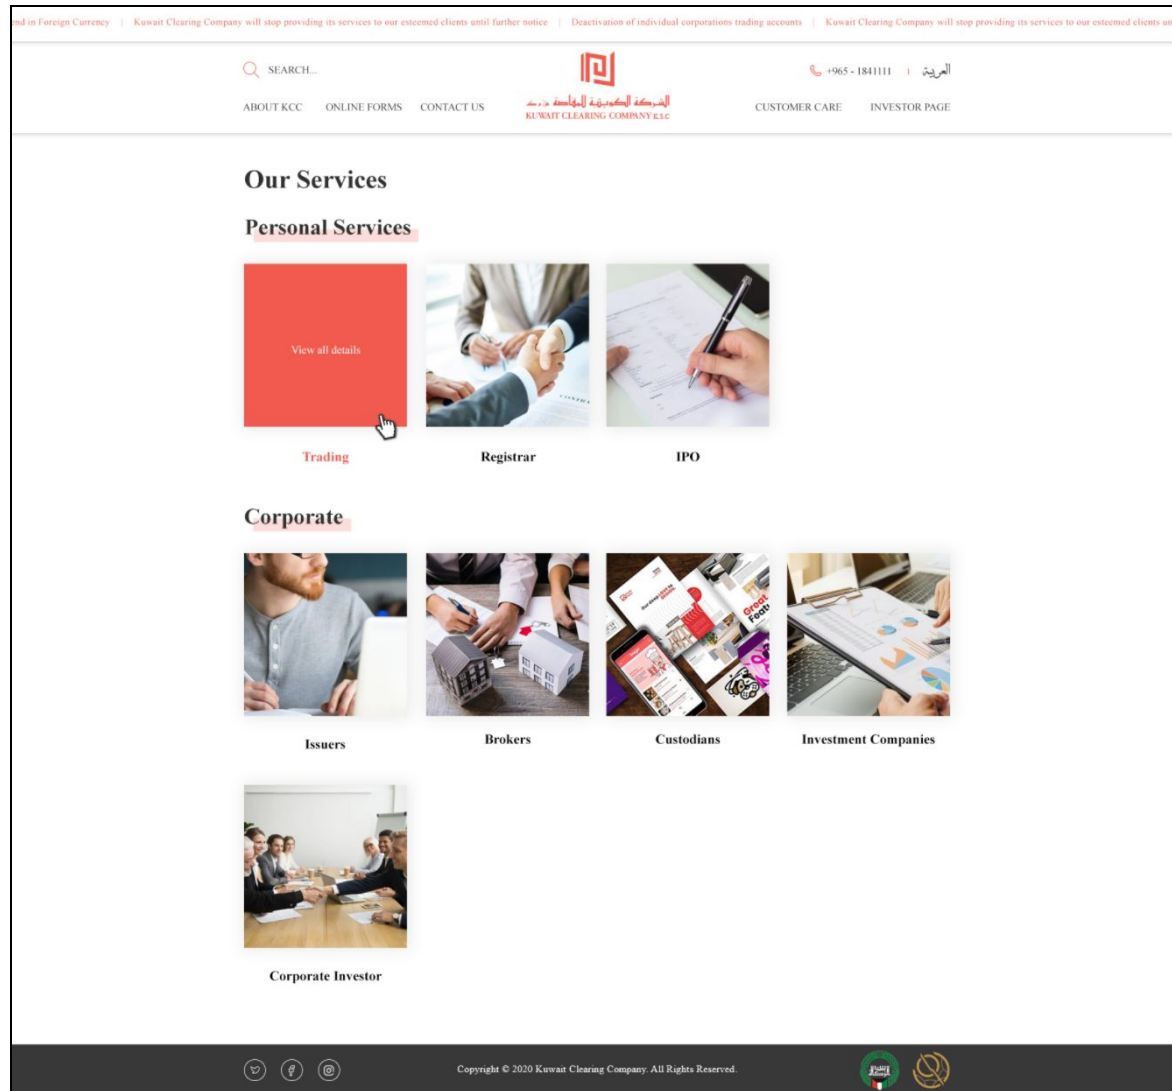 end in Foreign Currency | Kuwait Clearing Company will stop providing its services to our esteemed clients until further notice | Deactivation of individual corporations trading accounts | Kuwait Clearing Company will stop providing its services to our esteemed clients un
SEARCH...
+965 - 1841111 | العربية
ABOUT KCC ONLINE FORMS CONTACT US
الشركة الكويتية للمقاصة
KUWAIT CLEARING COMPANY K.S.C
CUSTOMER CARE INVESTOR PAGE
Our Services
Personal Services
View all details
Trading Registrar IPO
Corporate
Great
Issuers Brokers Custodians Investment Companies
Corporate Investor
Copyright © 2020 Kuwait Clearing Company. All Rights Reserved.